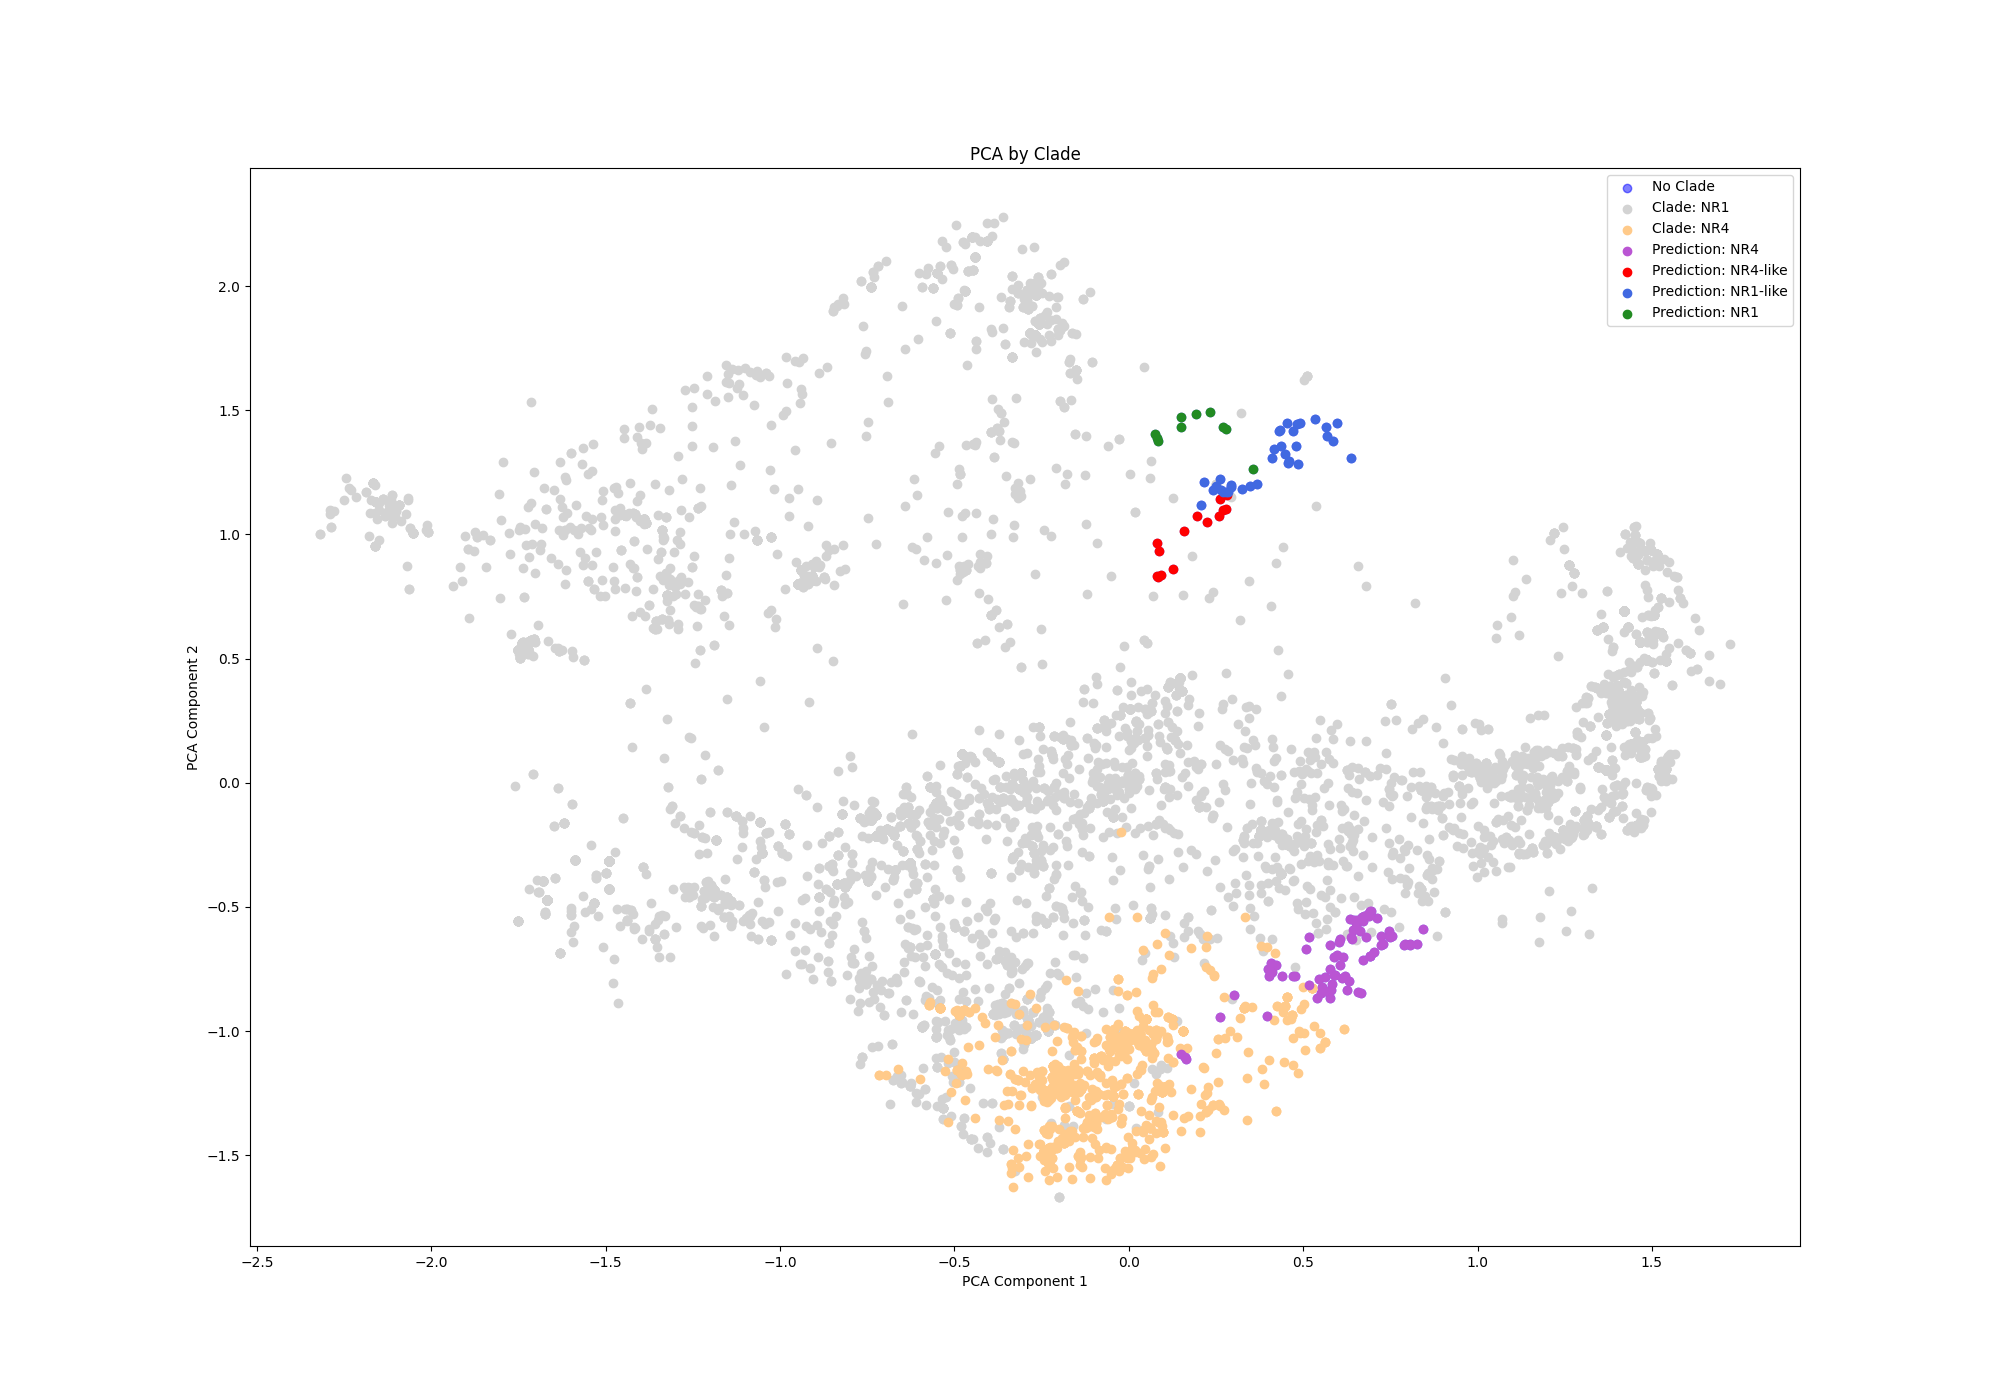 PCA by Clade
No Clade
Clade: NR1
Clade: NR4
Prediction: NR4
Prediction: NR4-like
Prediction: NR1-like
Prediction: NR1
PCA Component 2
2.0
1.5
1.0
0.5
0.0
−0.5
−1.0
−1.5
−2.5 −2.0 −1.5 −1.0 −0.5 0.0 0.5 1.0 1.5
PCA Component 1